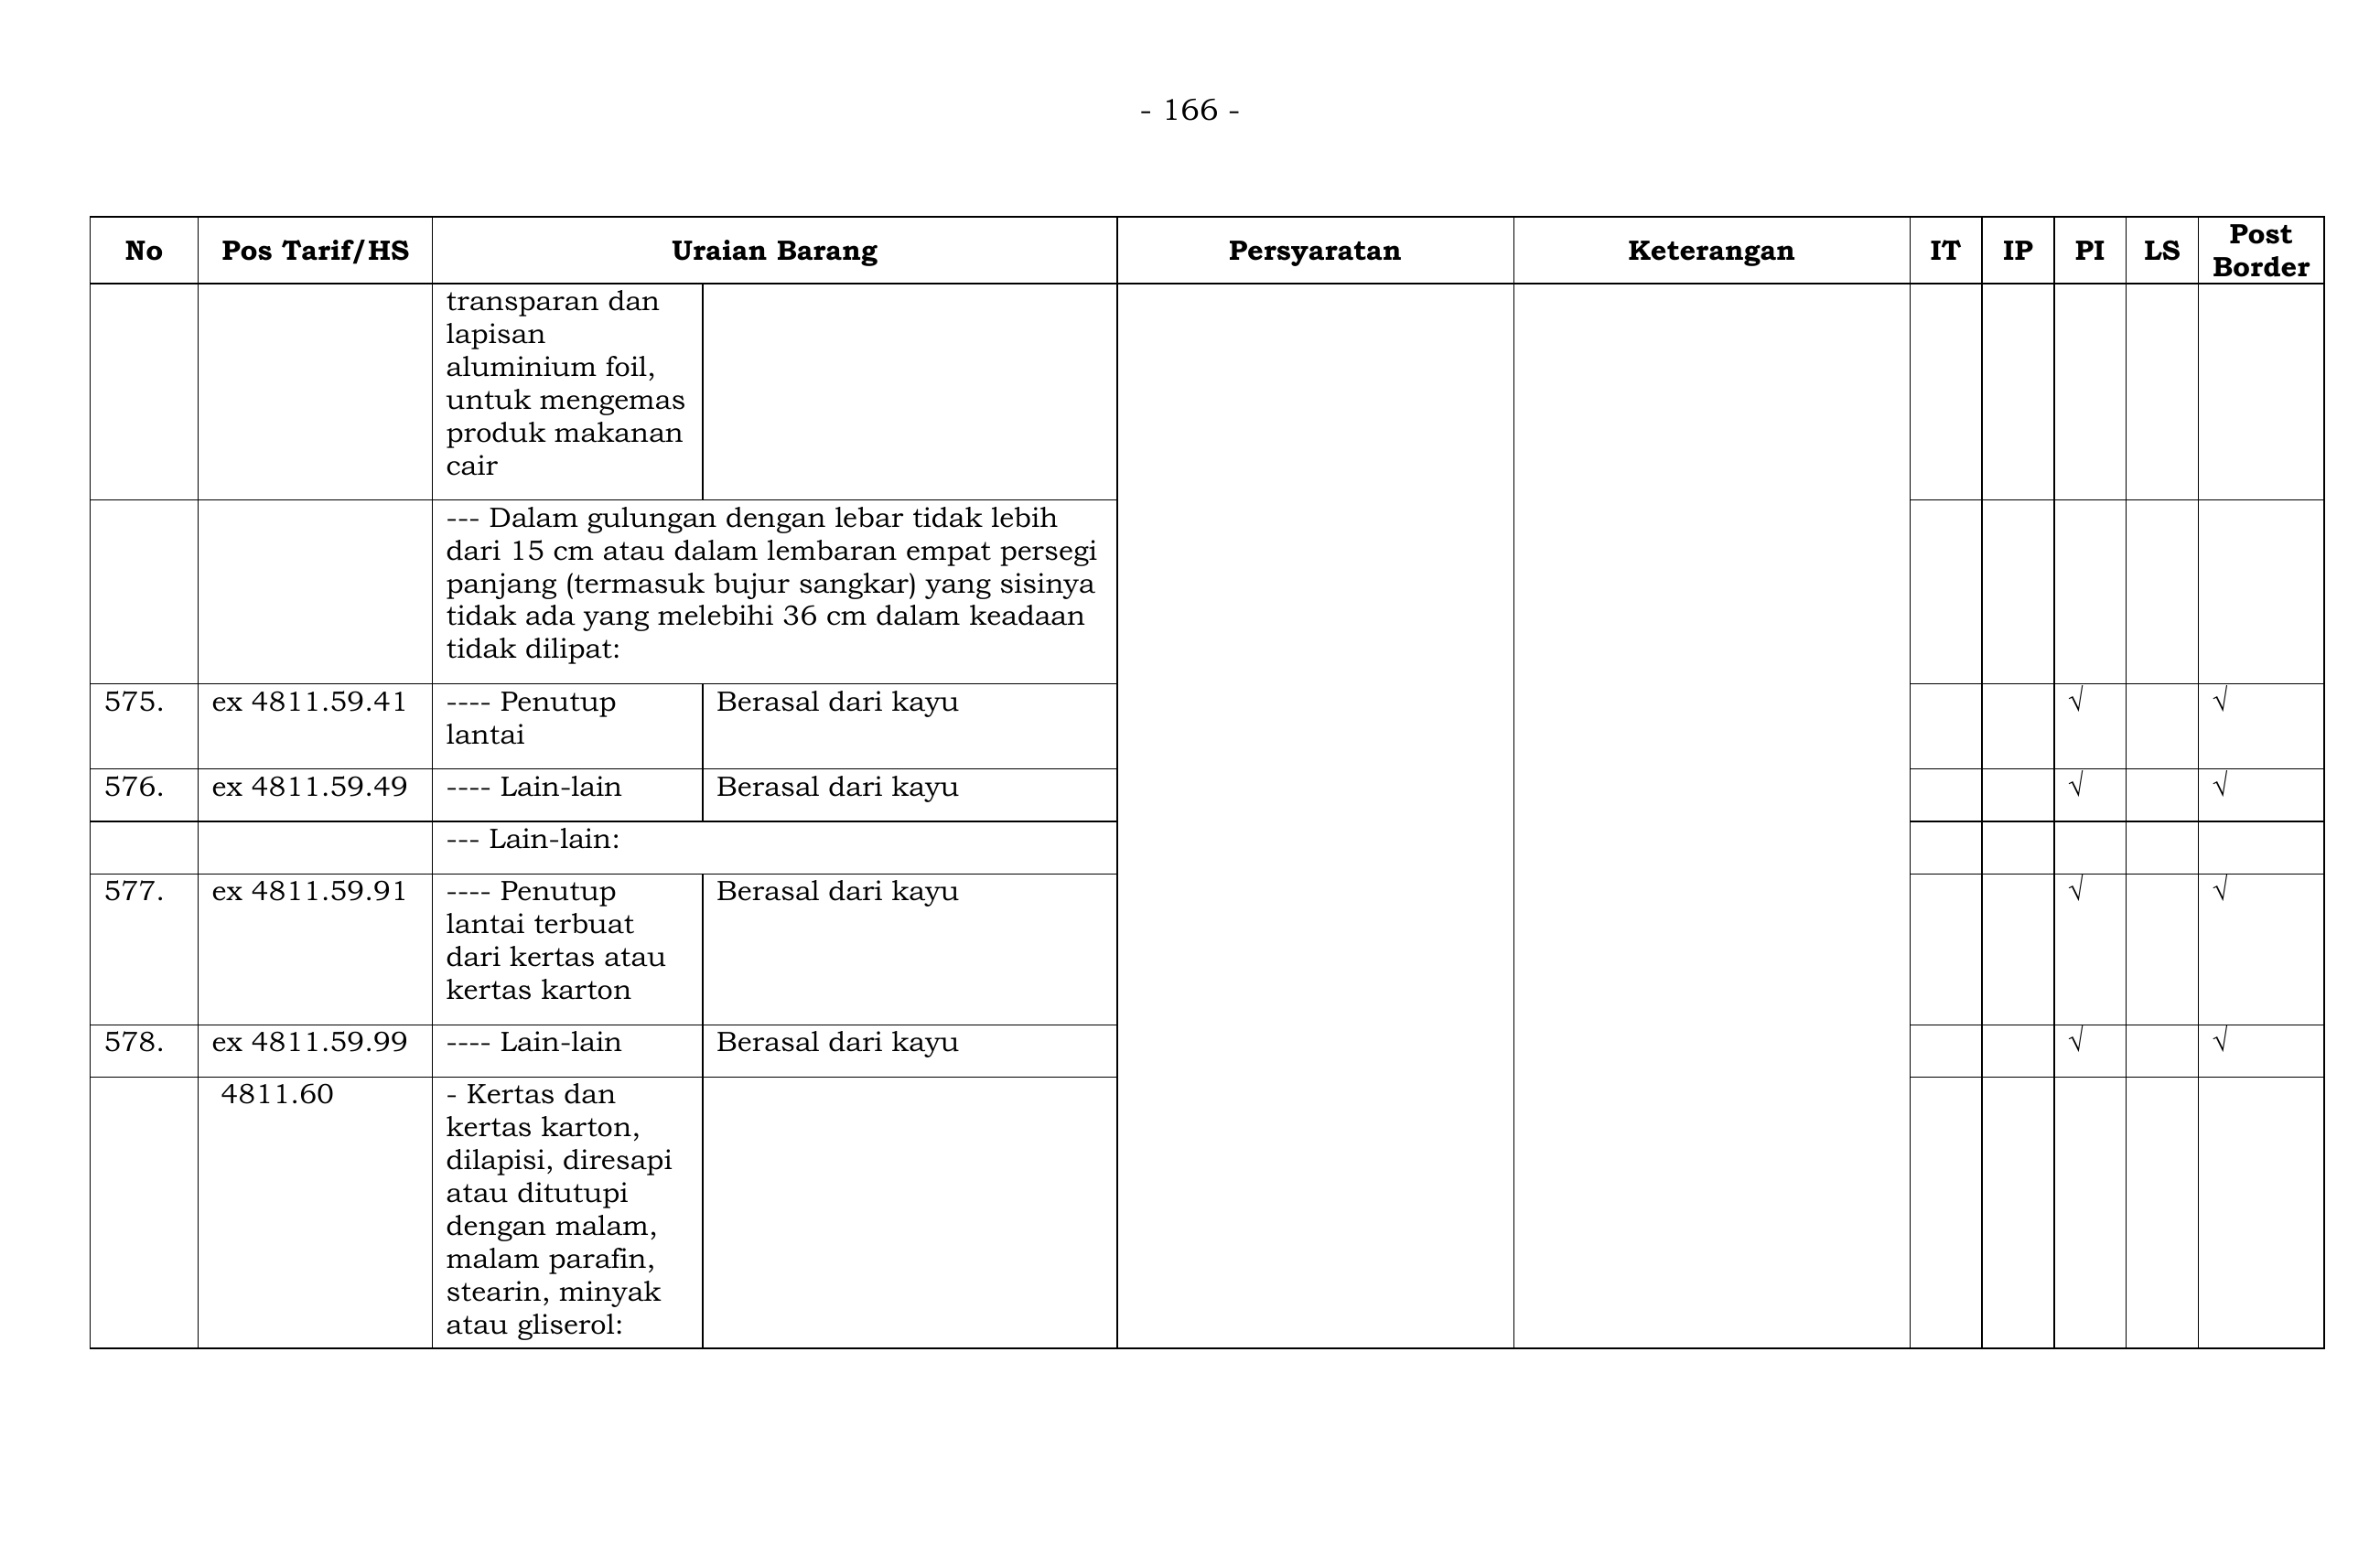 - 166 -
No Pos Tarif/HS Uraian Barang Persyaratan Keterangan IT IP PI LS Post Border
transparan dan
lapisan
aluminium foil,
untuk mengemas
produk makanan
cair
--- Dalam gulungan dengan lebar tidak lebih
dari 15 cm atau dalam lembaran empat persegi
panjang (termasuk bujur sangkar) yang sisinya
tidak ada yang melebihi 36 cm dalam keadaan
tidak dilipat:
575. ex 4811.59.41 ---- Penutup Berasal dari kayu √ √
lantai
576. ex 4811.59.49 ---- Lain-lain Berasal dari kayu √ √
--- Lain-lain:
577. ex 4811.59.91 ---- Penutup Berasal dari kayu √ √
lantai terbuat
dari kertas atau
kertas karton
578. ex 4811.59.99 ---- Lain-lain Berasal dari kayu √ √
4811.60 - Kertas dan
kertas karton,
dilapisi, diresapi
atau ditutupi
dengan malam,
malam parafin,
stearin, minyak
atau gliserol: